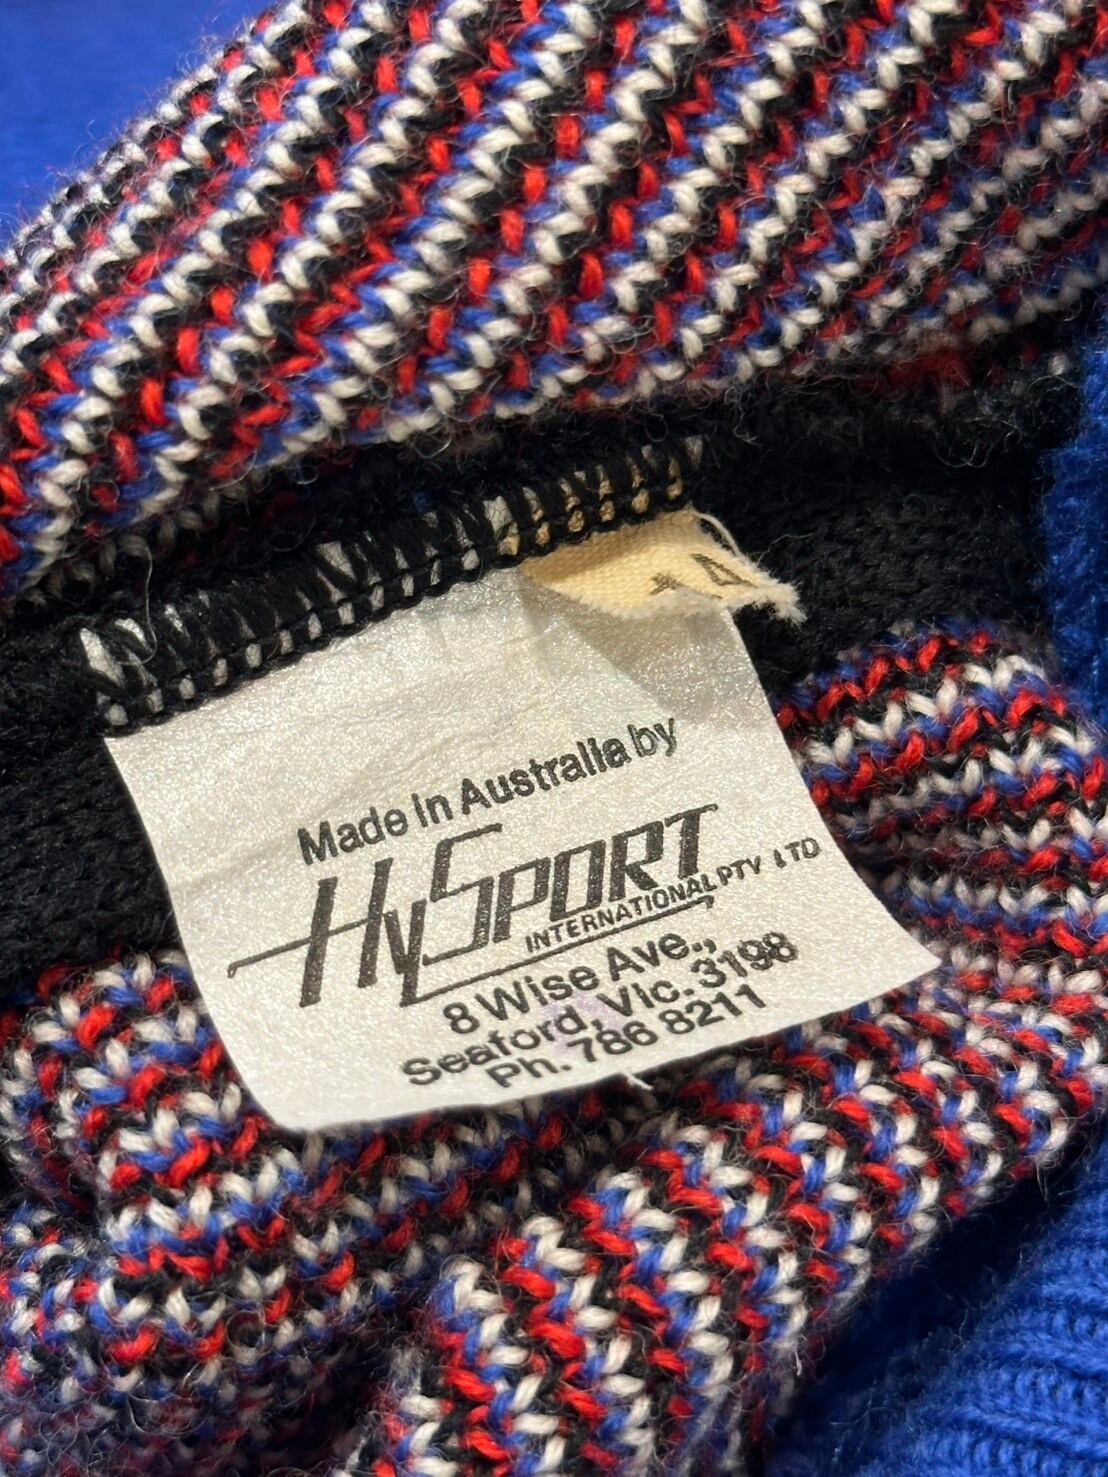 Made in Australia by
HySPORT
INTERNATIONAL PTY LTD
8 Wise Ave.,
Seaford, Vic. 3198
Ph. 786 8211